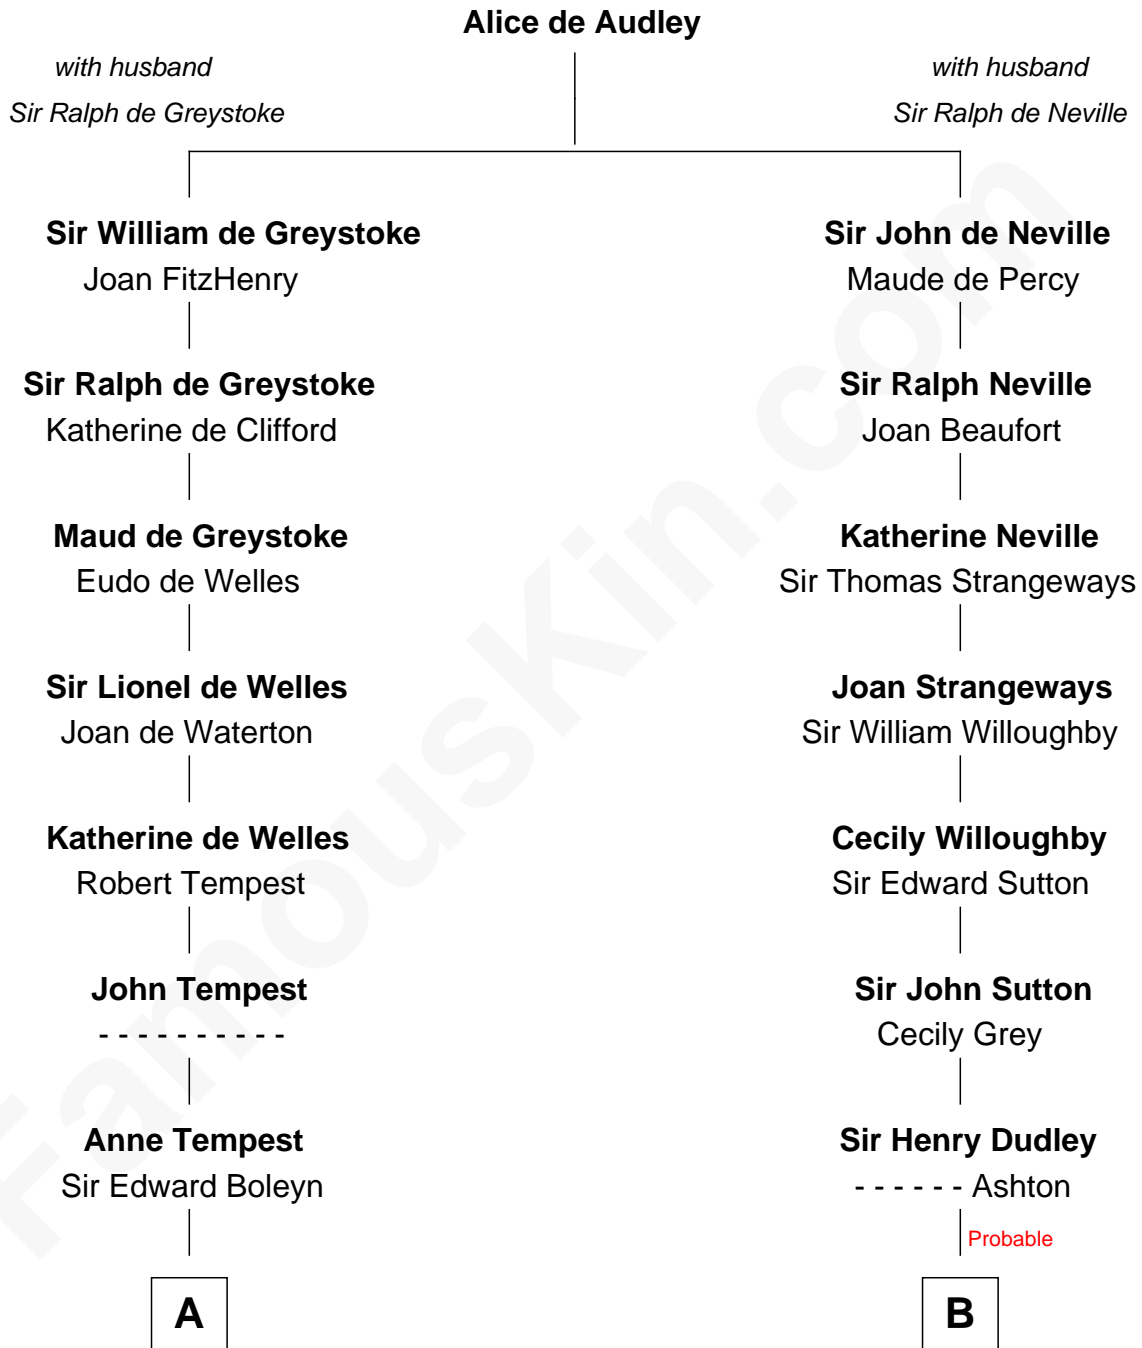 Alice de Audley
with husband
Sir Ralph de Greystoke
with husband
Sir Ralph de Neville
Sir William de Greystoke
Joan FitzHenry
Sir John de Neville
Maude de Percy
Sir Ralph de Greystoke
Katherine de Clifford
Sir Ralph Neville
Joan Beaufort
Maud de Greystoke
Eudo de Welles
Katherine Neville
Sir Thomas Strangeways
Sir Lionel de Welles
Joan de Waterton
Joan Strangeways
Sir William Willoughby
Katherine de Welles
Robert Tempest
Cecily Willoughby
Sir Edward Sutton
John Tempest
- - - - - - - - - -
Sir John Sutton
Cecily Grey
Anne Tempest
Sir Edward Boleyn
Sir Henry Dudley
- - - - - - Ashton
Probable
A
B
FamousKin.com